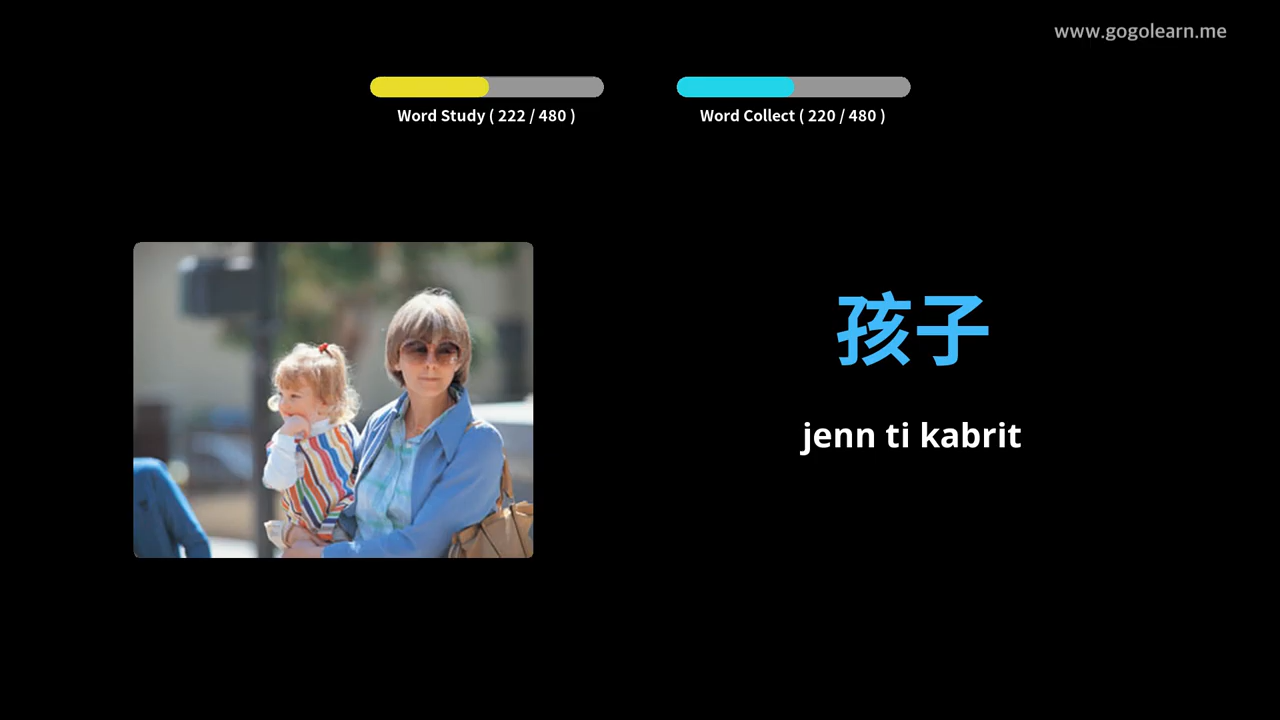 www.gogolearn.me
Word Study ( 222 / 480 )
Word Collect ( 220 / 480 )
孩子
jenn ti kabrit